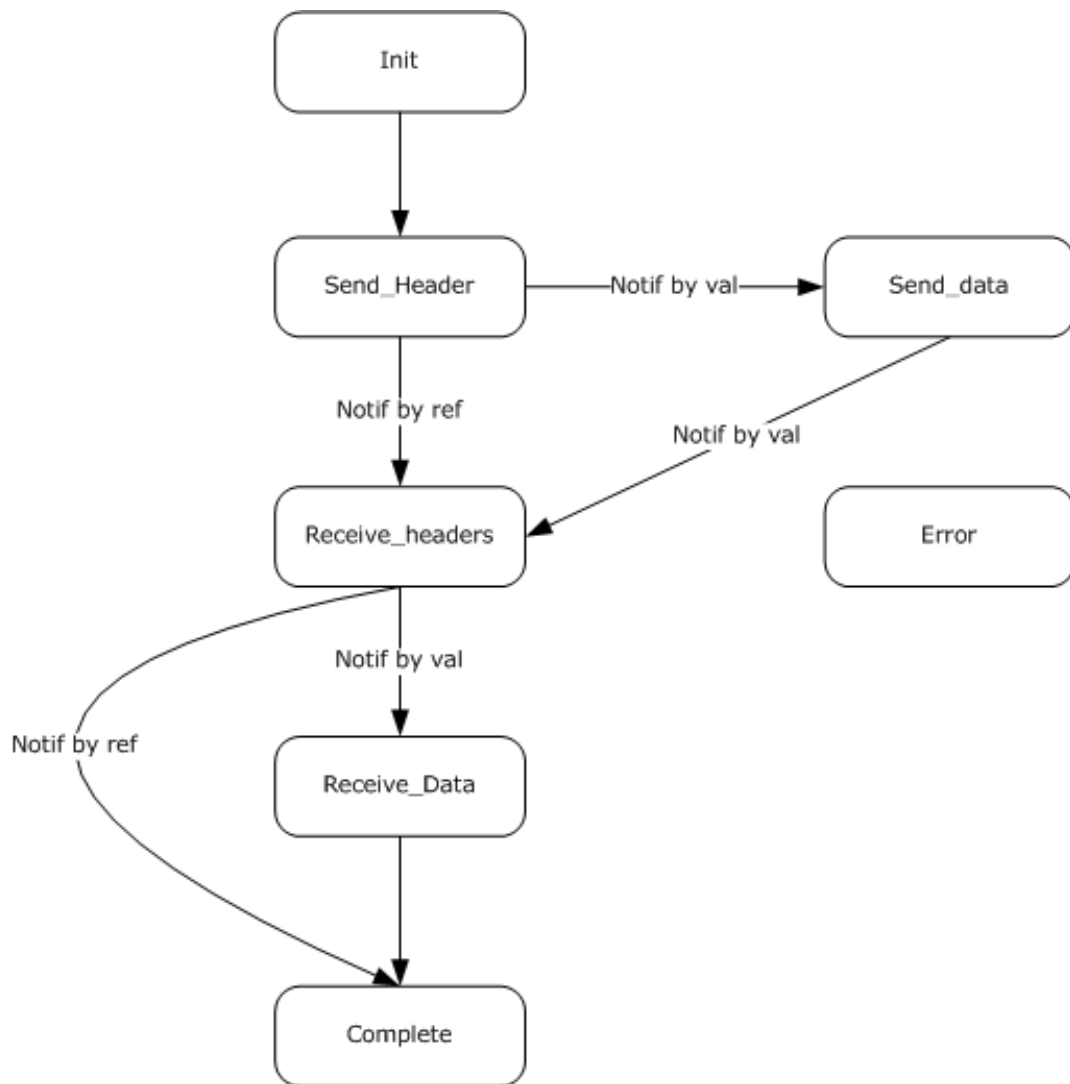 Init
Send_Header
Notif by val
Send_data
Notif by ref
Notif by val
Receive_headers
Error
Notif by val
Notif by ref
Receive_Data
Complete